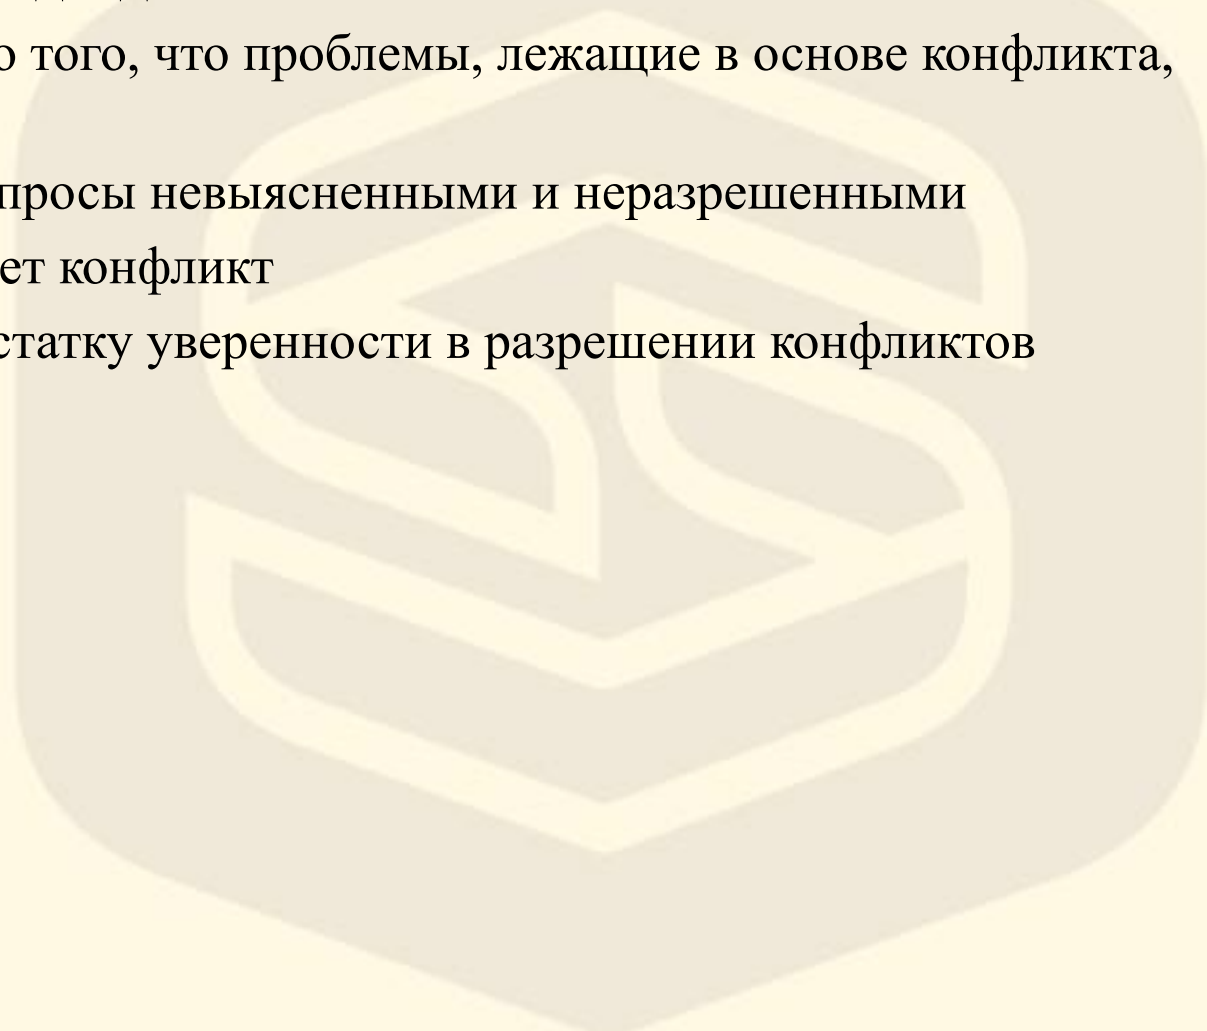 о того, что проблемы, лежащие в основе конфликта,
просы невыясненными и неразрешенными
ет конфликт
статку уверенности в разрешении конфликтов